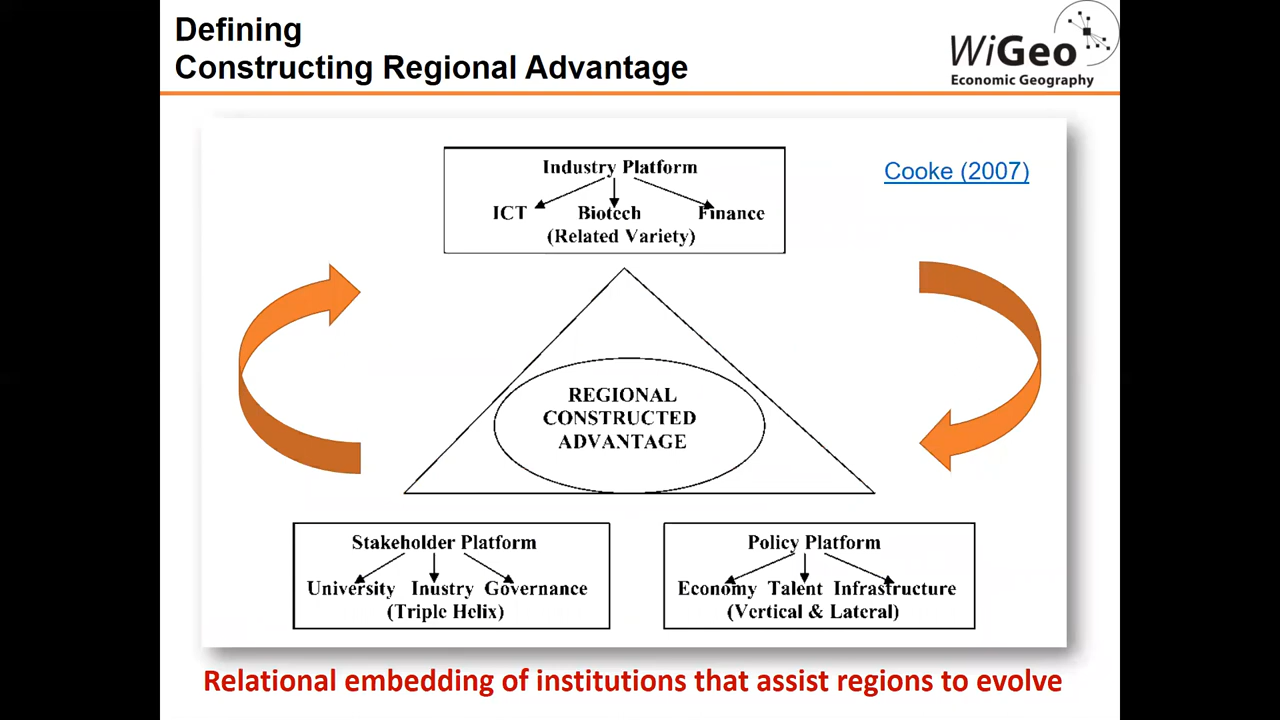 Defining
Constructing Regional Advantage
WiGeo
Economic Geography
Industry Platform
Cooke (2007)
ICT Biotech Finance
(Related Variety)
REGIONAL
CONSTRUCTED
ADVANTAGE
Stakeholder Platform
University Inustry Governance
(Triple Helix)
Policy Platform
Economy Talent Infrastructure
(Vertical & Lateral)
Relational embedding of institutions that assist regions to evolve